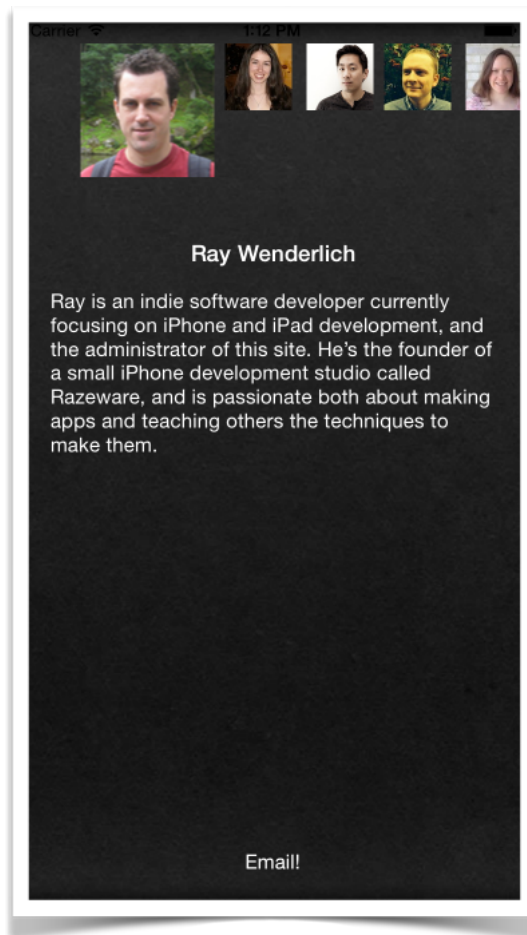 Carrier 1:12 PM
Ray Wenderlich
Ray is an indie software developer currently
focusing on iPhone and iPad development, and
the administrator of this site. He’s the founder of
a small iPhone development studio called
Razeware, and is passionate both about making
apps and teaching others the techniques to
make them.
Email!